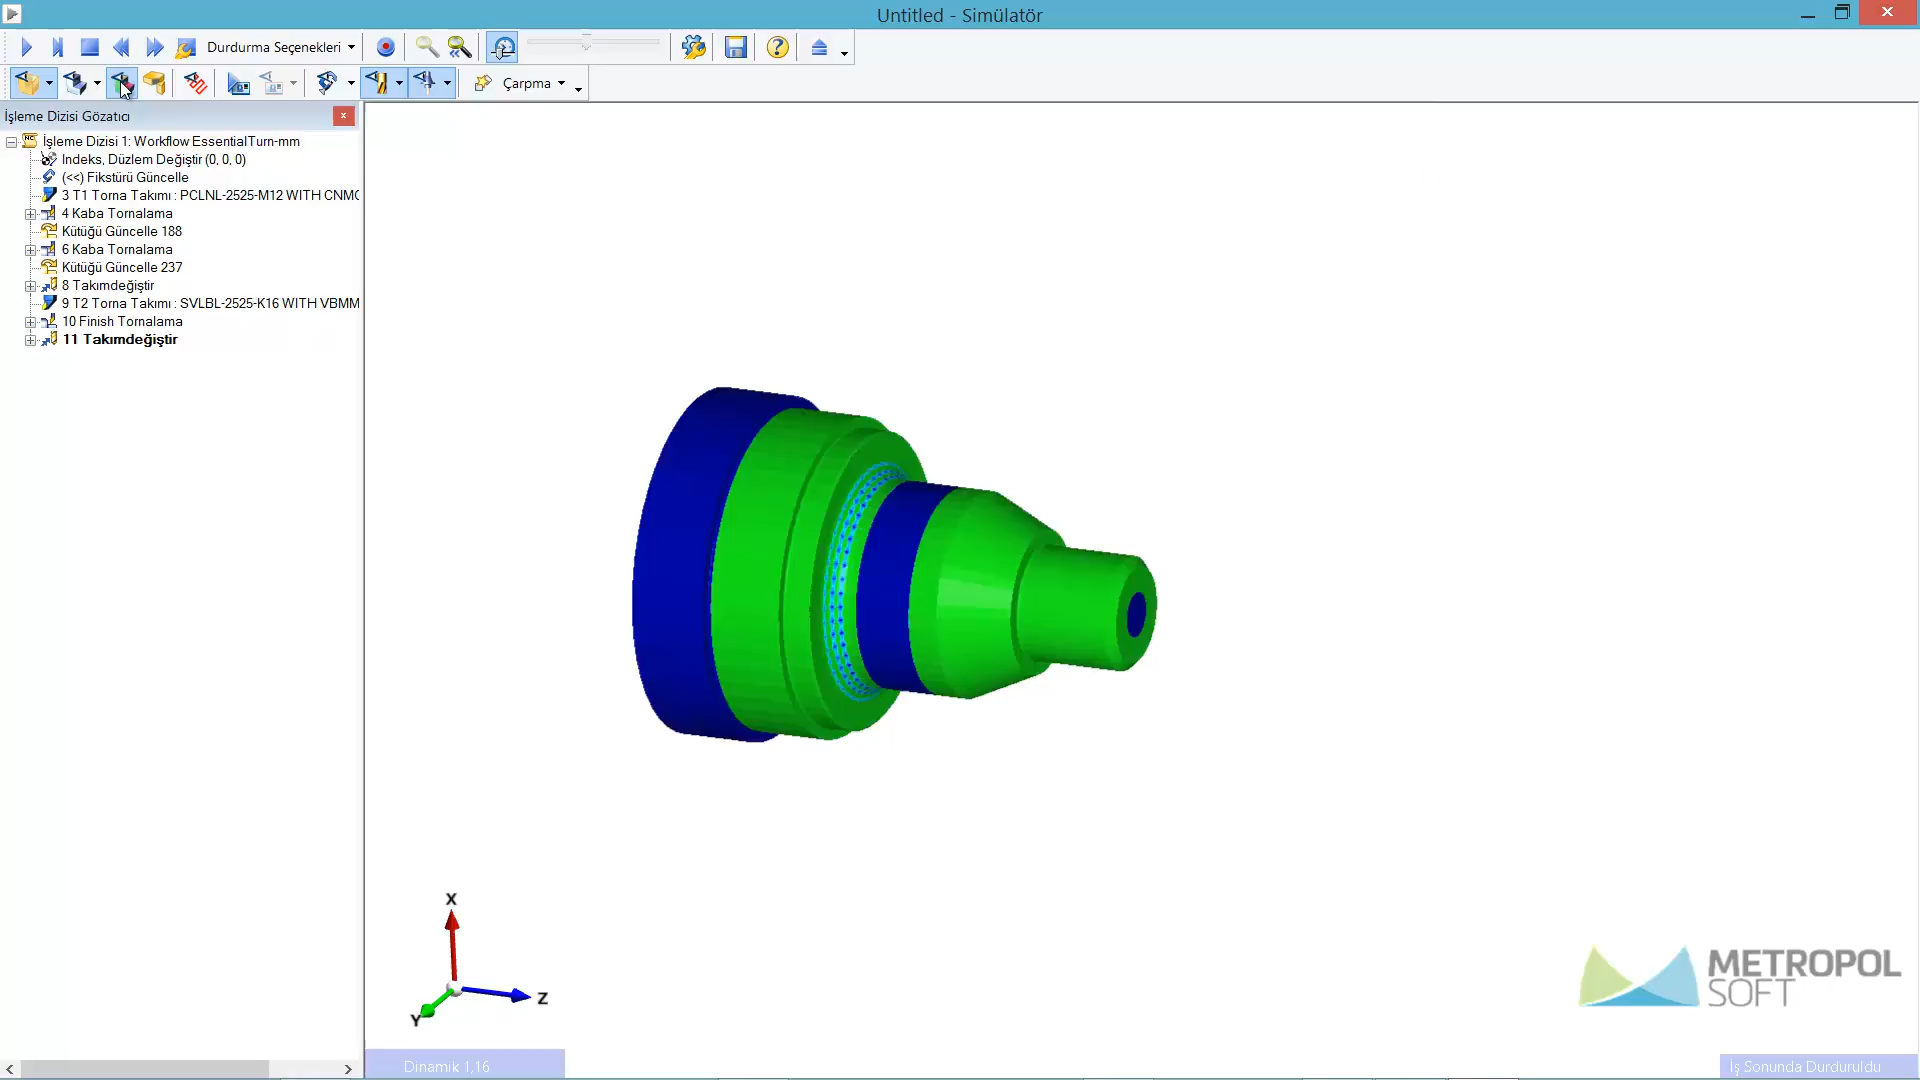 Untitled - Simülatör
Durdurma Seçenekleri
Çarpma
İşleme Dizisi Gözatıcı
İşleme Dizisi 1: Workflow EssentialTurn-mm
Indeks, Düzlem Değiştir (0, 0, 0)
(<<) Fikstürü Güncelle
3 T1 Torna Takımı : PCLNL-2525-M12 WITH CNM
4 Kaba Tornalama
Kütüğü Güncelle 188
6 Kaba Tornalama
Kütüğü Güncelle 237
8 Takımdeğiştir
9 T2 Torna Takımı : SVLBL-2525-K16 WITH VBMM
10 Finish Tornalama
11 Takımdeğiştir
X
Z
Y
METROPOL
SOFT
Dinamik 1,16
İş Sonunda Durduruldu